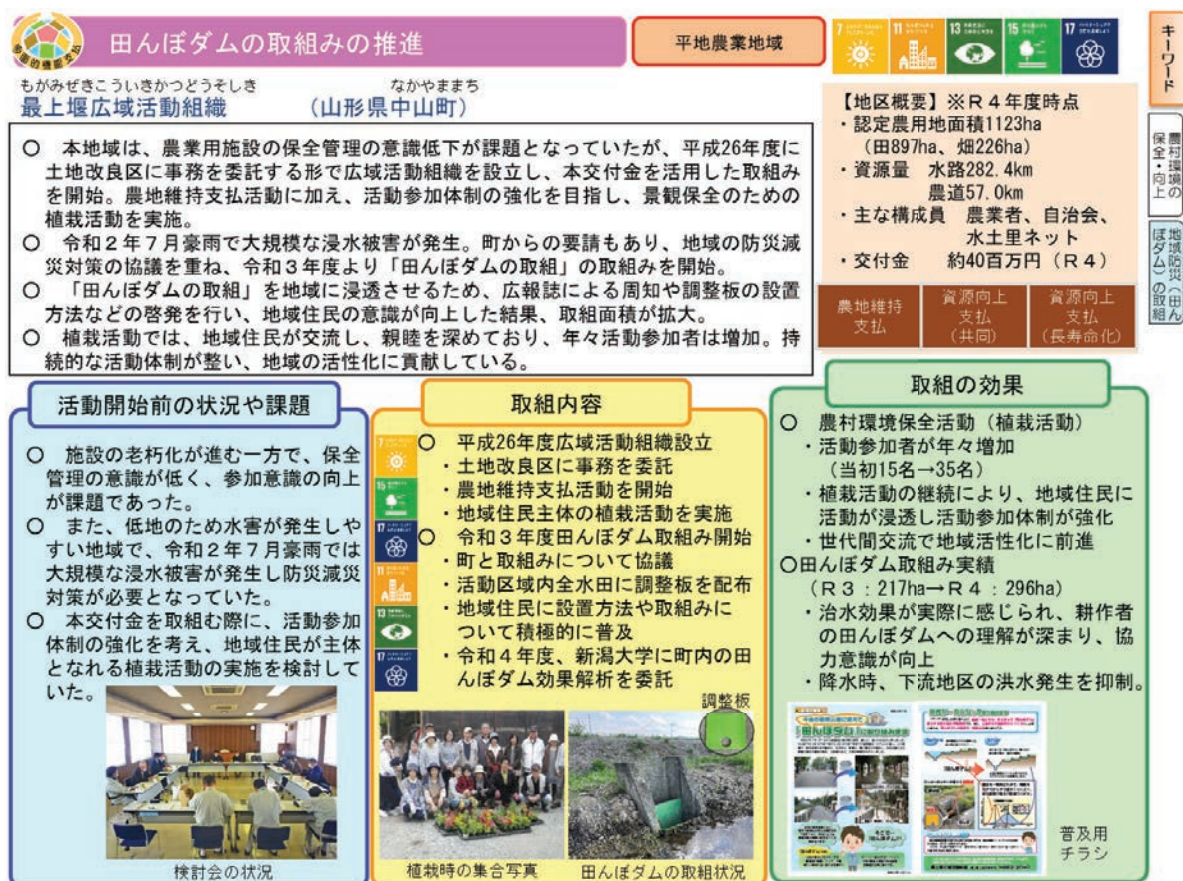 多面的機能支払
田んぼダムの取組みの推進
平地農業地域
7
11
13
15
17
キーワード
農村環境の
保全・向上
地域防災(田ん
ぼダム)の取組
もがみぜきこういきかつどうそしき
なかやままち
最上堰広域活動組織 (山形県中山町)
○ 本地域は、農業用施設の保全管理の意識低下が課題となっていたが、平成26年度に
土地改良区に事務を委託する形で広域活動組織を設立し、本交付金を活用した取組み
を開始。農地維持支払活動に加え、活動参加体制の強化を目指し、景観保全のための
植栽活動を実施。
○ 令和2年7月豪雨で大規模な浸水被害が発生。町からの要請もあり、地域の防災減
災対策の協議を重ね、令和3年度より「田んぼダムの取組」の取組みを開始。
○ 「田んぼダムの取組」を地域に浸透させるため、広報誌による周知や調整板の設置
方法などの啓発を行い、地域住民の意識が向上した結果、取組面積が拡大。
○ 植栽活動では、地域住民が交流し、親睦を深めており、年々活動参加者は増加。持
続的な活動体制が整い、地域の活性化に貢献している。
【地区概要】※R4年度時点
・認定農用地面積1123ha
(田897ha、畑226ha)
・資源量 水路282.4km
農道57.0km
・主な構成員 農業者、自治会、
水土里ネット
・交付金 約40百万円(R4)
農地維持
支払
資源向上
支払
(共同)
資源向上
支払
(長寿命化)
活動開始前の状況や課題
○ 施設の老朽化が進む一方で、保全
管理の意識が低く、参加意識の向上
が課題であった。
○ また、低地のため水害が発生しや
すい地域で、令和2年7月豪雨では
大規模な浸水被害が発生し防災減災
対策が必要となっていた。
○ 本交付金を取組む際に、活動参加
体制の強化を考え、地域住民が主体
となれる植栽活動の実施を検討して
いた。
検討会の状況
取組内容
7
15
17
11
13
17
○ 平成26年度広域活動組織設立
・土地改良区に事務を委託
・農地維持支払活動を開始
・地域住民主体の植栽活動を実施
○ 令和3年度田んぼダム取組み開始
・町と取組みについて協議
・活動区域内全水田に調整板を配布
・地域住民に設置方法や取組みに
ついて積極的に普及
・令和4年度、新潟大学に町内の田
んぼダム効果解析を委託
調整板
植栽時の集合写真
田んぼダムの取組状況
取組の効果
○ 農村環境保全活動(植栽活動)
・活動参加者が年々増加
(当初15名→35名)
・植栽活動の継続により、地域住民に
活動が浸透し活動参加体制が強化
・世代間交流で地域活性化に前進
○田んぼダム取組み実績
(R3:217ha→R4:296ha)
・治水効果が実際に感じられ、耕作者
の田んぼダムへの理解が深まり、協
力意識が向上
・降水時、下流地区の洪水発生を抑制。
普及用
チラシ